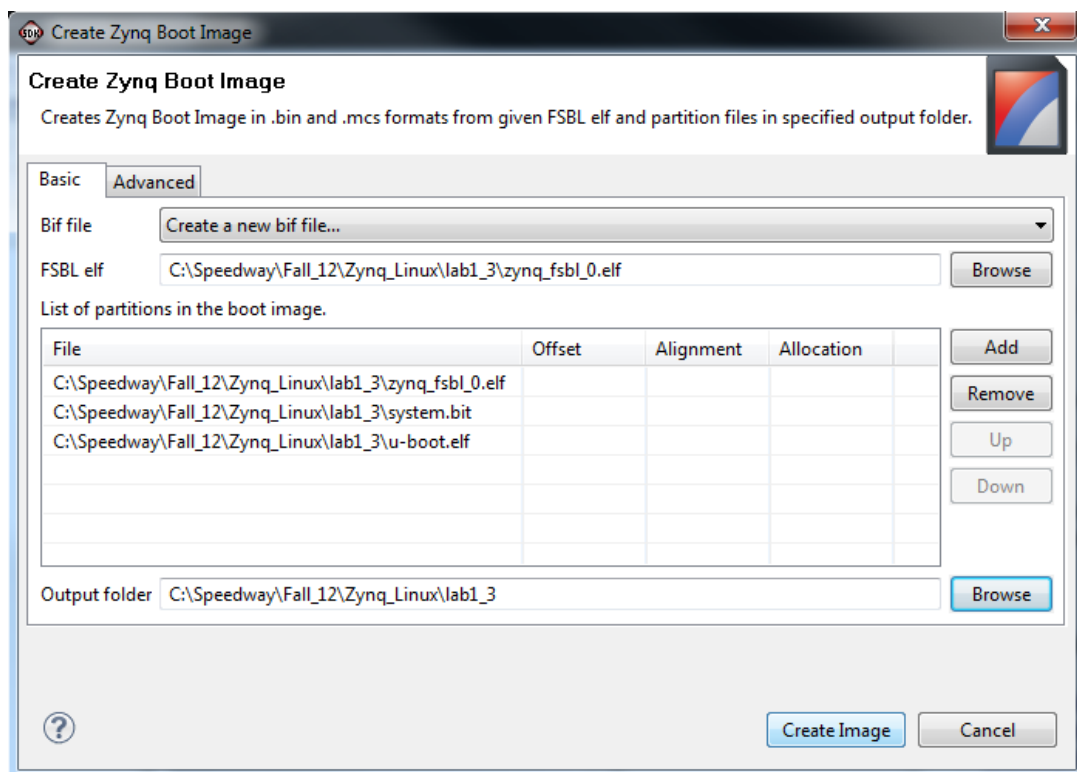 SDK Create Zynq Boot Image X
Create Zynq Boot Image
Creates Zynq Boot Image in .bin and .mcs formats from given FSBL elf and partition files in specified output folder.
Basic Advanced
Bif file Create a new bif file...
FSBL elf C:\Speedway\Fall_12\Zynq_Linux\lab1_3\zynq_fsbl_0.elf Browse
List of partitions in the boot image.
File Offset Alignment Allocation Add
C:\Speedway\Fall_12\Zynq_Linux\lab1_3\zynq_fsbl_0.elf
Remove
C:\Speedway\Fall_12\Zynq_Linux\lab1_3\system.bit
C:\Speedway\Fall_12\Zynq_Linux\lab1_3\u-boot.elf Up
Down
Output folder C:\Speedway\Fall_12\Zynq_Linux\lab1_3 Browse
? Create Image Cancel